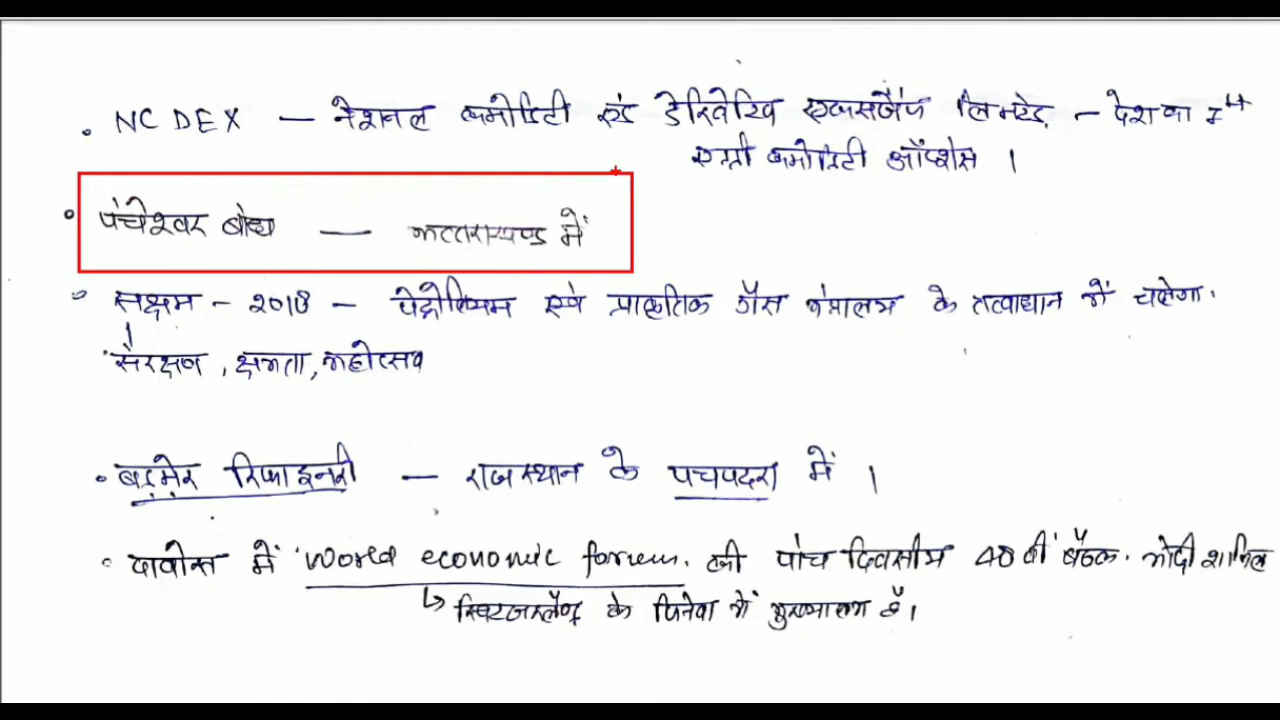 NCDEX — नेशनल कमोडिटी एंड डेरिवेटिव एक्सचेंज लिमिटेड – देश का
एग्री कमोडिटी ऑप्शंस ।
पंचेश्वर बाँध — उत्तराखण्ड में
सक्षम – 2018 – पेट्रोलियम एवं प्राकृतिक गैस मंत्रालय के तत्वाधान में चलेगा.
संरक्षण, क्षमता, महोत्सव
बाड़मेर रिफाइनरी — राजस्थान के पचपदरा में ।
दावोस में World economic forum. की पांच दिवसीय 48 वीं बैठक. मोदी शामिल
स्विटजरलैण्ड के जिनेवा में मुख्यालय है।